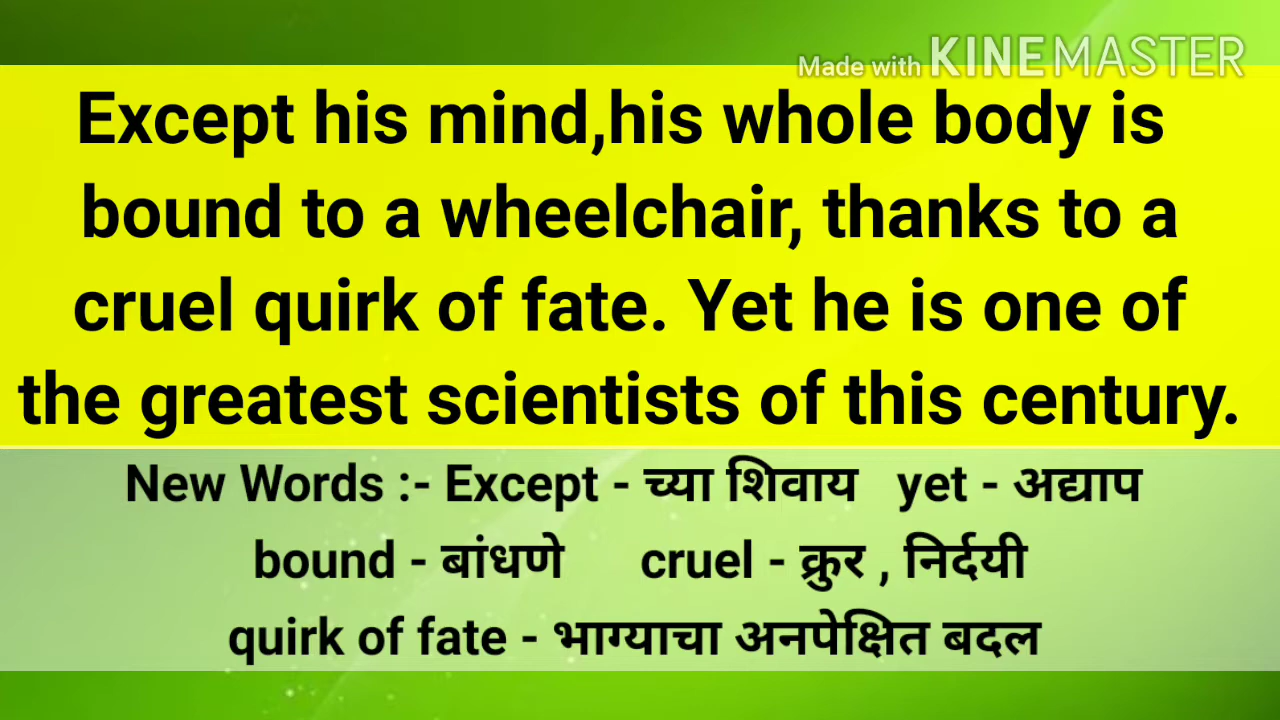 Made with KINEMASTER
Except his mind,his whole body is
bound to a wheelchair, thanks to a
cruel quirk of fate. Yet he is one of
the greatest scientists of this century.
New Words :- Except - च्या शिवाय yet - अद्याप
bound - बांधणे cruel - क्रुर , निर्दयी
quirk of fate - भाग्याचा अनपेक्षित बदल